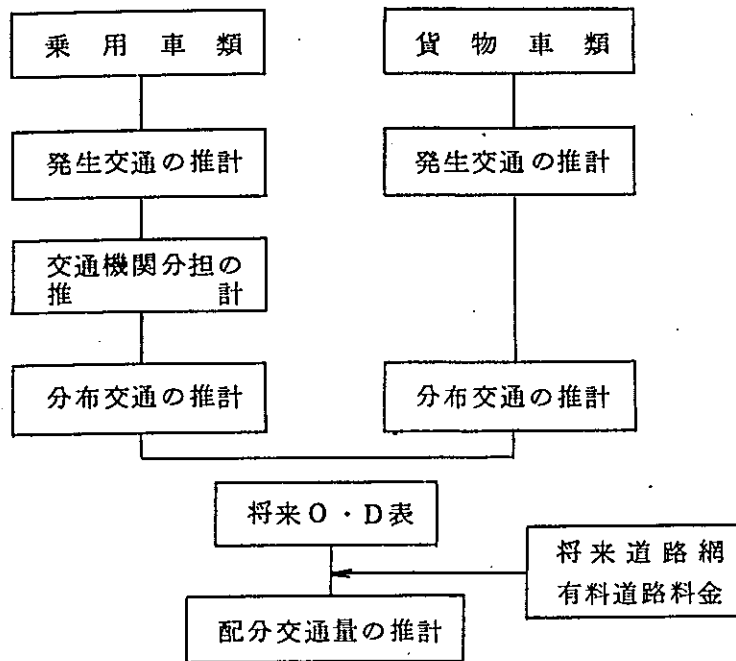 乗用車類
貨物車類
発生交通の推計
発生交通の推計
交通機関分担の
推計
分布交通の推計
分布交通の推計
将来O・D表
将来道路網
有料道路料金
配分交通量の推計